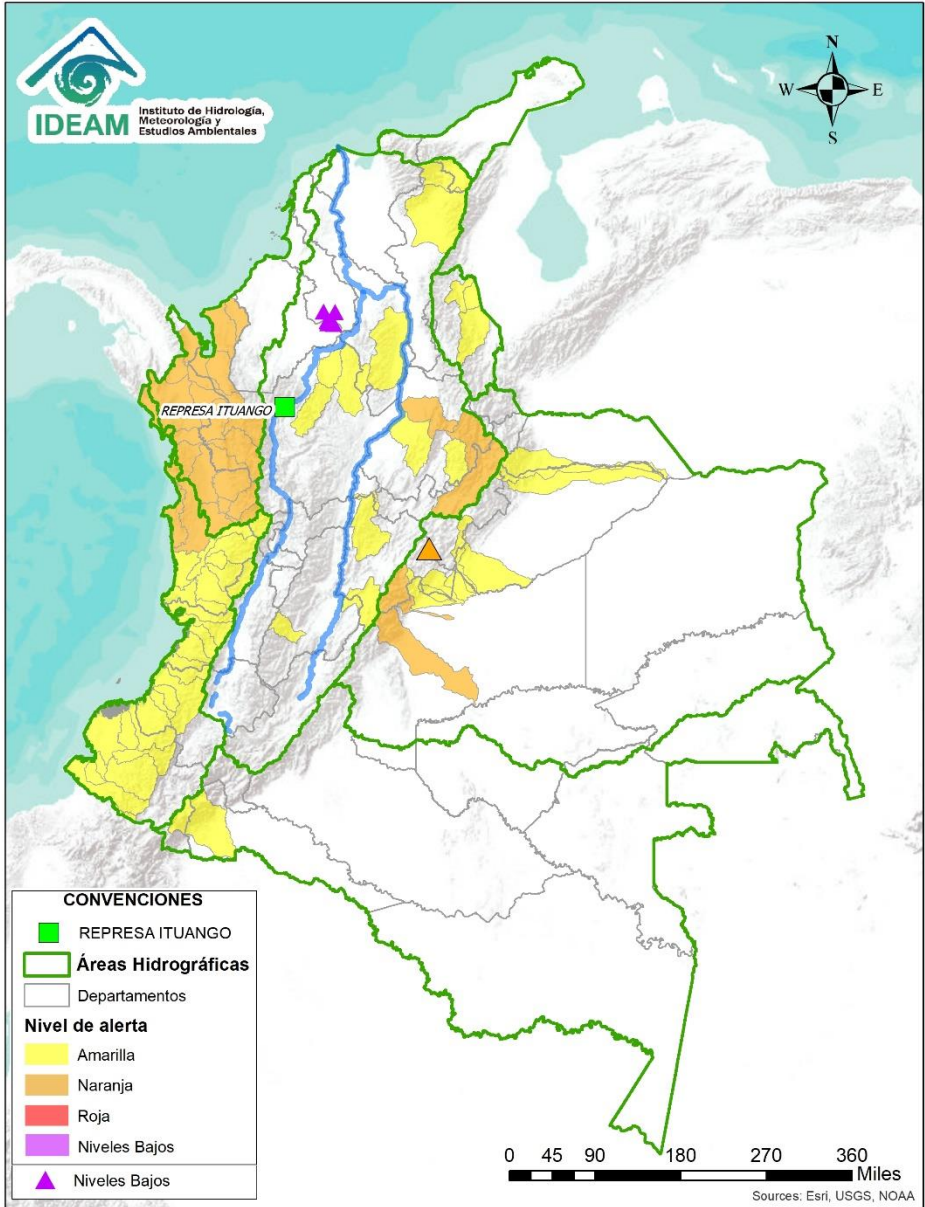 IDEAM
Instituto de Hidrología,
Meteorología y
Estudios Ambientales
N
W E
S
REPRESA ITUANGO
CONVENCIONES
REPRESA ITUANGO
Áreas Hidrográficas
Departamentos
Nivel de alerta
Amarilla
Naranja
Roja
Niveles Bajos
Niveles Bajos
0 45 90 180 270 360
Miles
Sources: Esri, USGS, NOAA